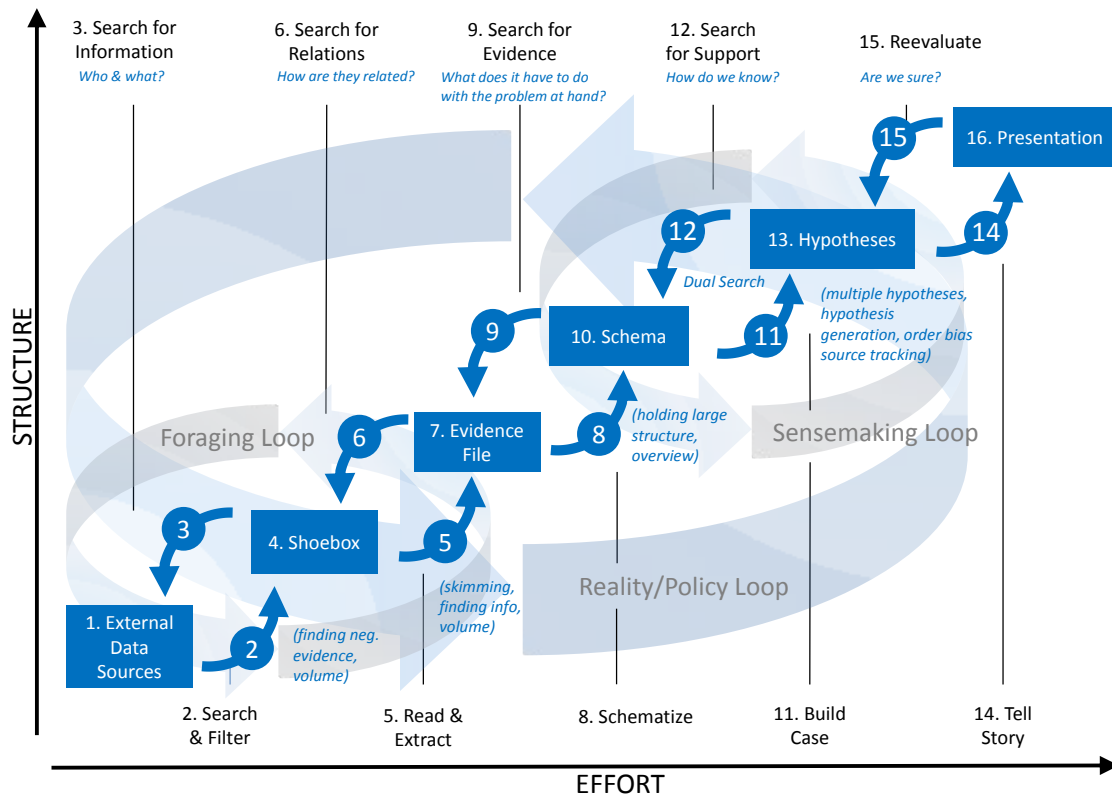 3. Search for
Information
Who & what?
6. Search for
Relations
How are they related?
9. Search for
Evidence
What does it have to do
with the problem at hand?
12. Search
for Support
How do we know?
15. Reevaluate
Are we sure?
15
16. Presentation
12
13. Hypotheses
14
Dual Search
(multiple hypotheses,
hypothesis
generation, order bias
source tracking)
9
10. Schema
11
STRUCTURE
Foraging Loop
6
7. Evidence
File
8
(holding large
structure,
overview)
Sensemaking Loop
3
4. Shoebox
5
Reality/Policy Loop
(skimming,
finding info,
volume)
1. External
Data
Sources
2
(finding neg.
evidence,
volume)
2. Search
& Filter
5. Read &
Extract
8. Schematize
11. Build
Case
14. Tell
Story
EFFORT